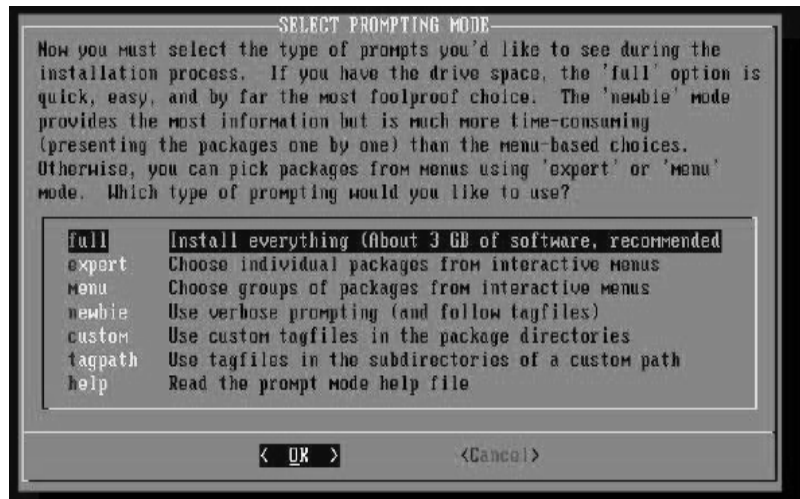 SELECT PROMPTING MODE
Now you must select the type of prompts you'd like to see during the
installation process.  If you have the drive space, the 'full' option is
quick, easy, and by far the most foolproof choice.  The 'newbie' mode
provides the most information but is much more time-consuming
(presenting the packages one by one) than the menu-based choices.
Otherwise, you can pick packages from menus using 'expert' or 'menu'
mode.  Which type of prompting would you like to use?
full Install everything (About 3 GB of software, recommended
expert Choose individual packages from interactive menus
menu Choose groups of packages from interactive menus
newbie Use verbose prompting (and follow tagfiles)
custom Use custom tagfiles in the package directories
tagpath Use tagfiles in the subdirectories of a custom path
help Read the prompt mode help file
< OK > <Cancel>